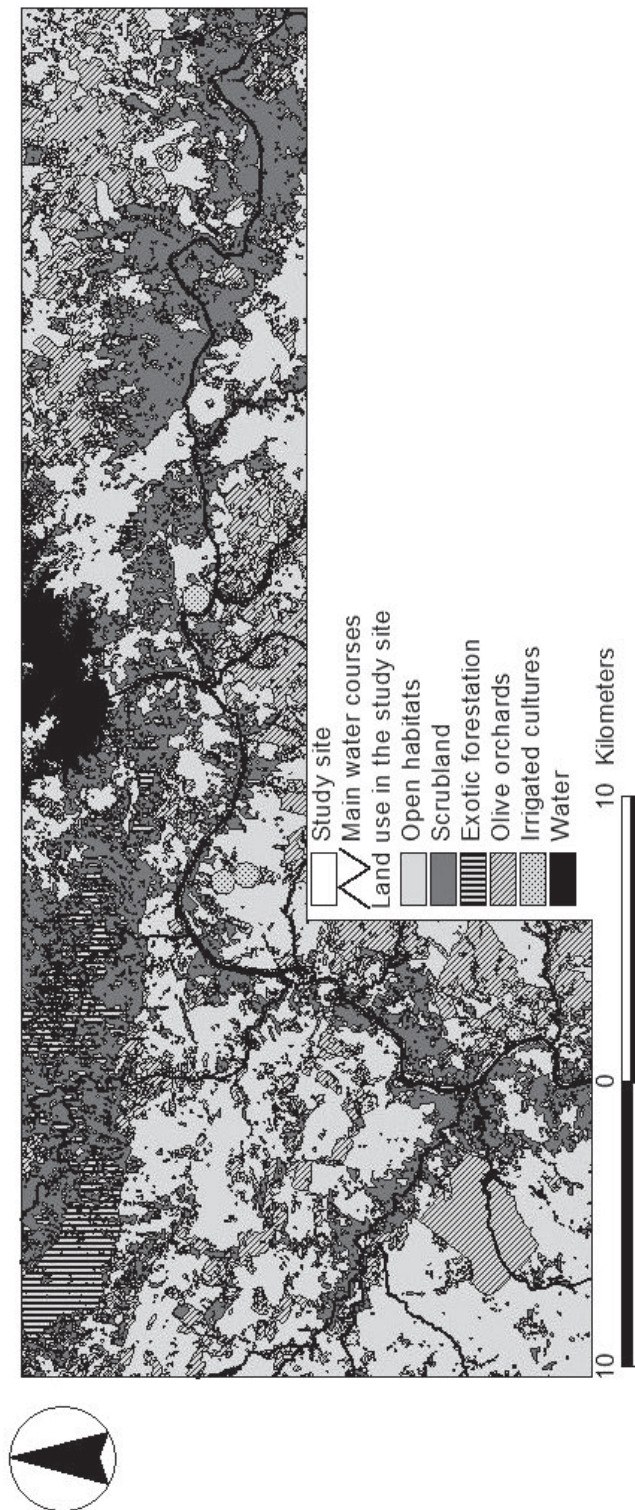 Study site
Main water courses
Land use in the study site
Open habitats
Scrubland
Exotic forestation
Olive orchards
Irrigated cultures
Water
10 0 10 Kilometers